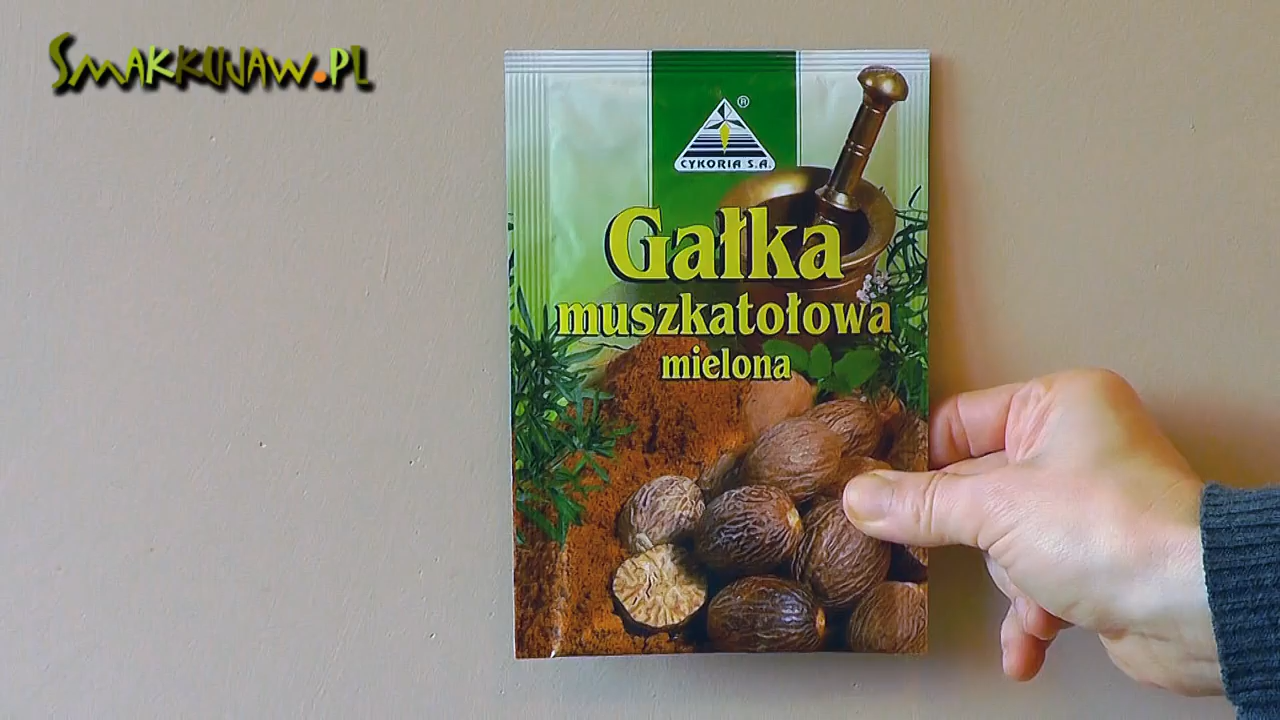 SMAKKUJAW.PL
®
CYKORIA S.A.
Gałka
muszkatołowa
mielona